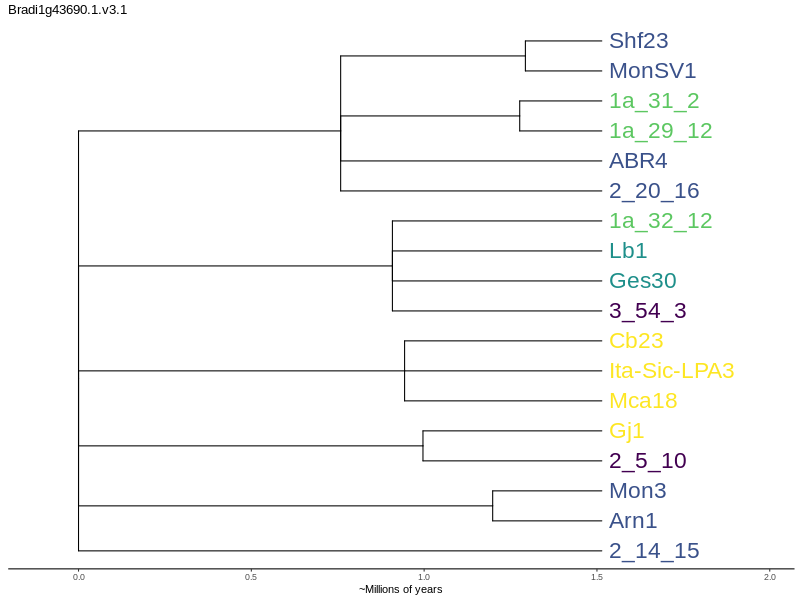 Bradi1g43690.1.v3.1
Shf23
MonSV1
1a_31_2
1a_29_12
ABR4
2_20_16
1a_32_12
Lb1
Ges30
3_54_3
Cb23
Ita-Sic-LPA3
Mca18
Gj1
2_5_10
Mon3
Arn1
2_14_15
0.0 0.5 1.0 1.5 2.0
~Millions of years